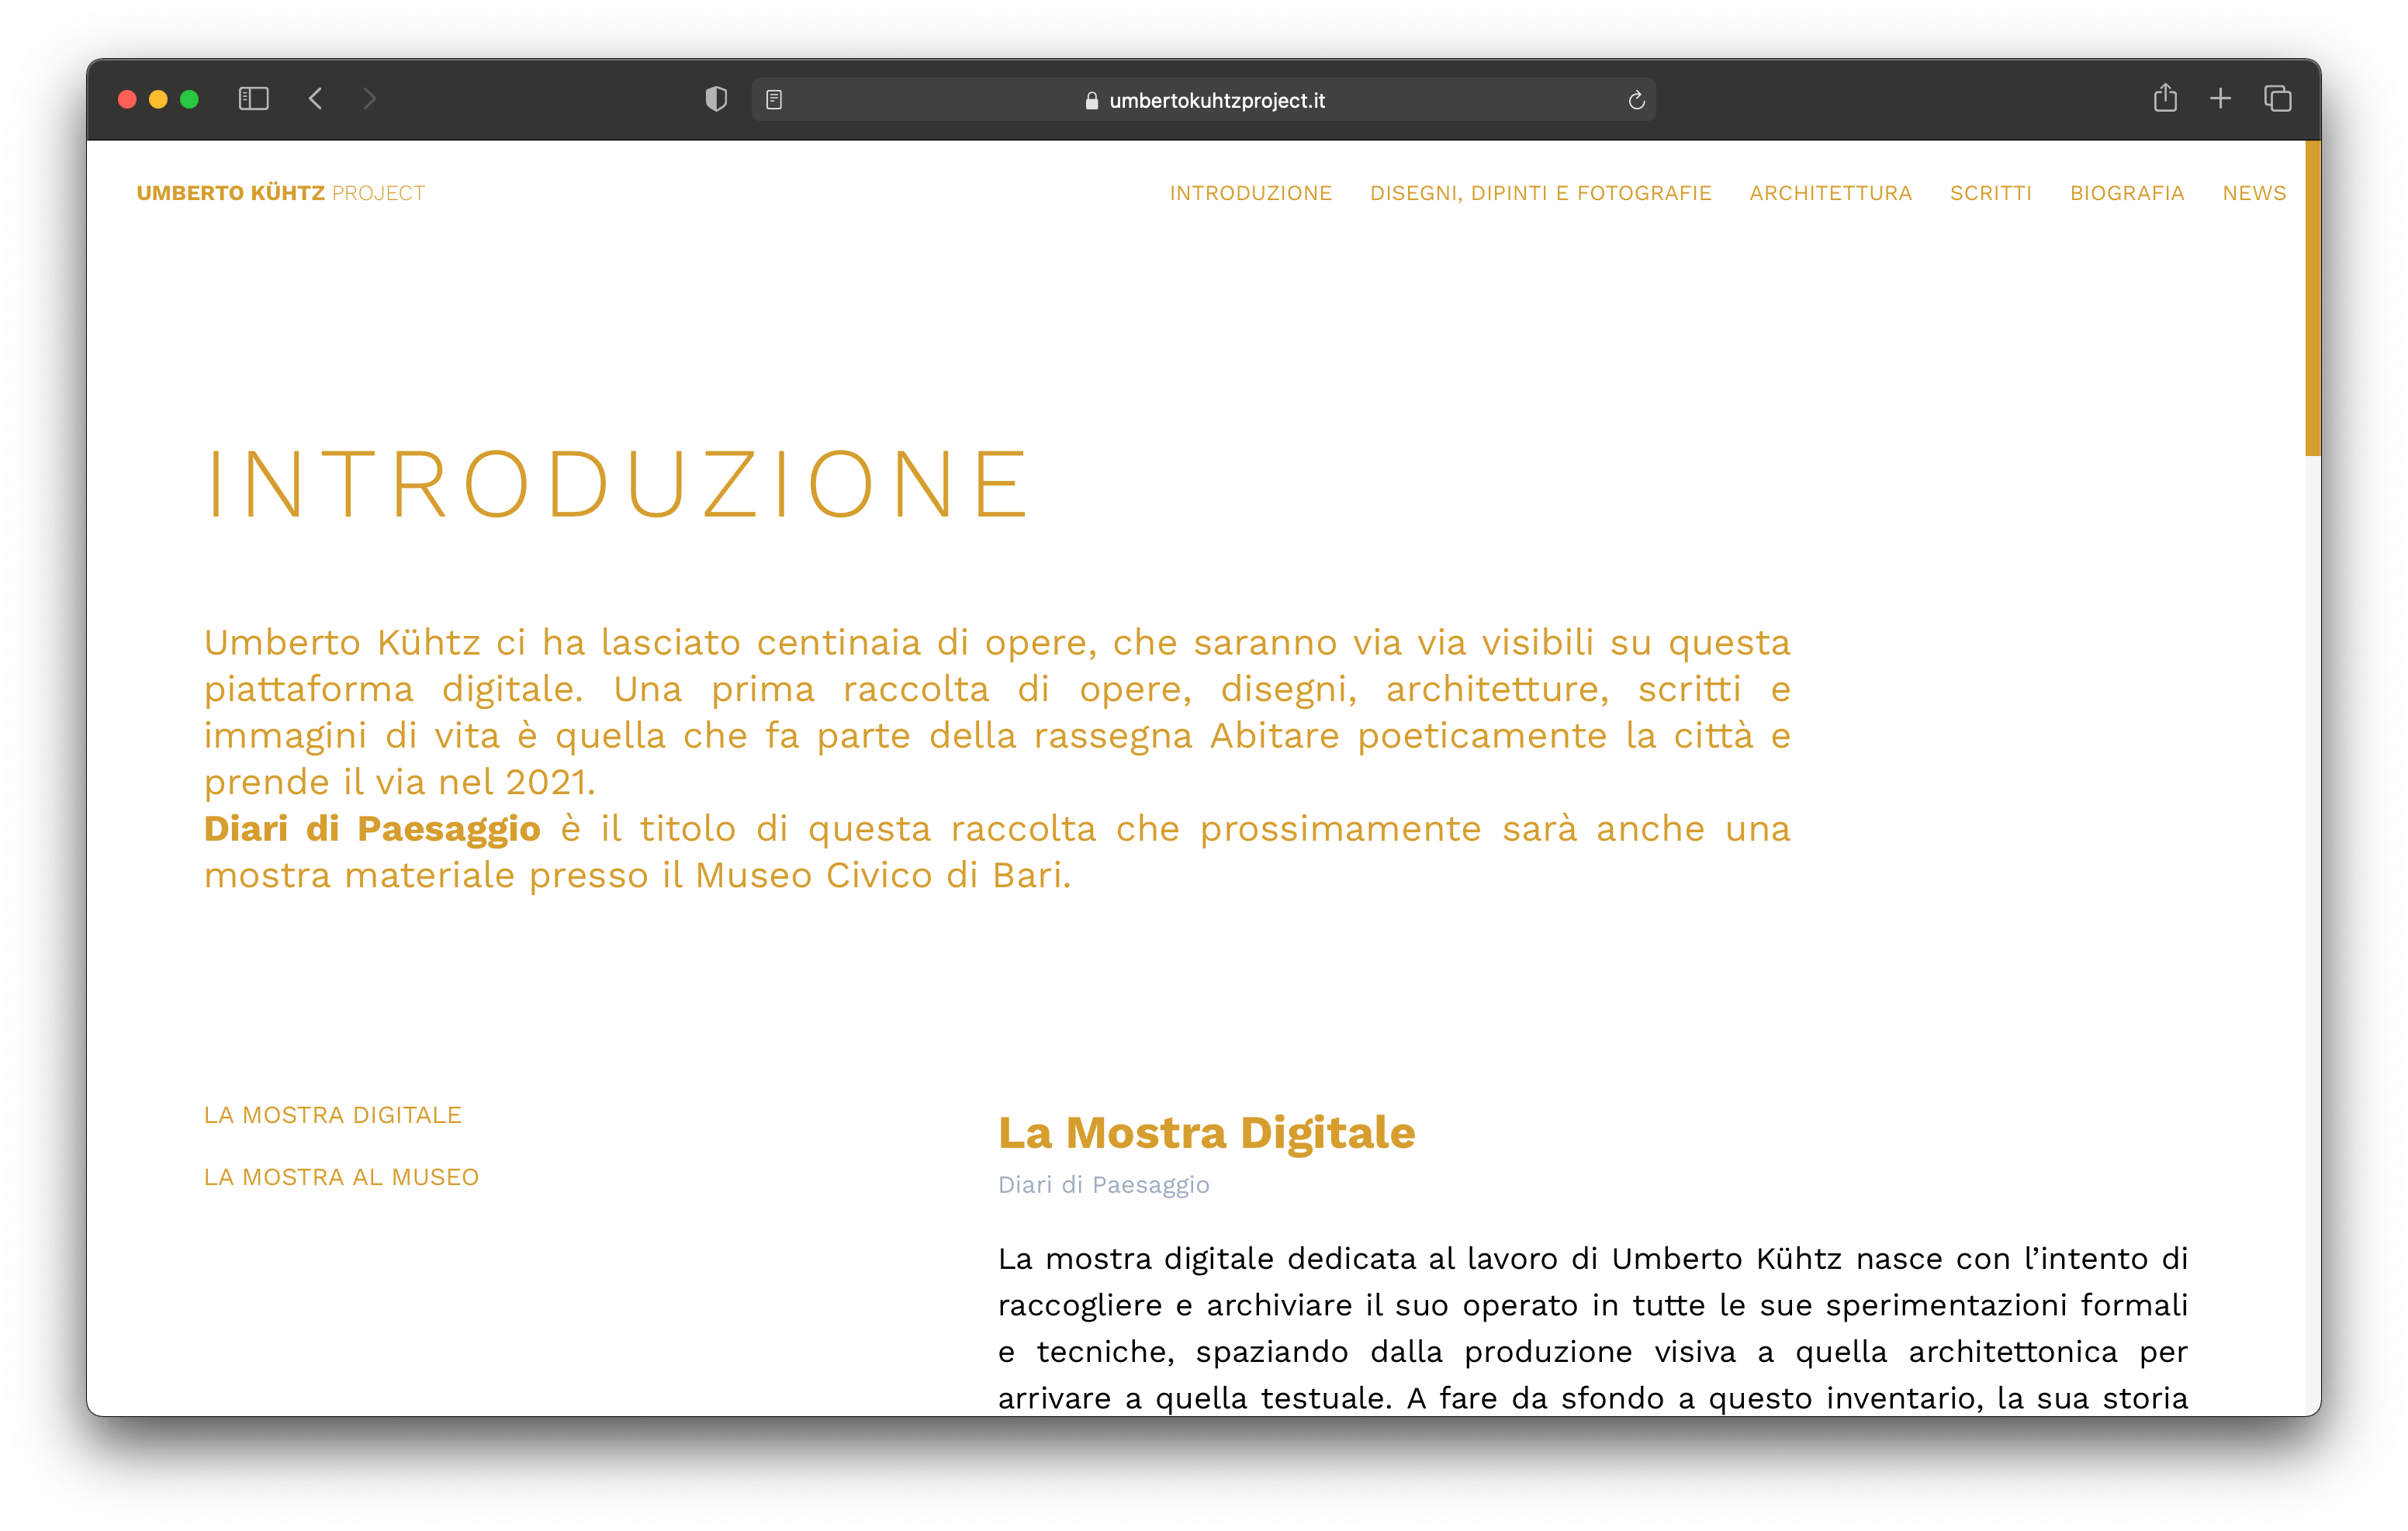 umbertokuhtzproject.it
UMBERTO KÜHTZ PROJECT
INTRODUZIONE DISEGNI, DIPINTI E FOTOGRAFIE ARCHITETTURA SCRITTI BIOGRAFIA NEWS
INTRODUZIONE
Umberto Kühtz ci ha lasciato centinaia di opere, che saranno via via visibili su questa
piattaforma digitale. Una prima raccolta di opere, disegni, architetture, scritti e
immagini di vita è quella che fa parte della rassegna Abitare poeticamente la città e
prende il via nel 2021.
Diari di Paesaggio è il titolo di questa raccolta che prossimamente sarà anche una
mostra materiale presso il Museo Civico di Bari.
LA MOSTRA DIGITALE
LA MOSTRA AL MUSEO
La Mostra Digitale
Diari di Paesaggio
La mostra digitale dedicata al lavoro di Umberto Kühtz nasce con l’intento di
raccogliere e archiviare il suo operato in tutte le sue sperimentazioni formali
e tecniche, spaziando dalla produzione visiva a quella architettonica per
arrivare a quella testuale. A fare da sfondo a questo inventario, la sua storia